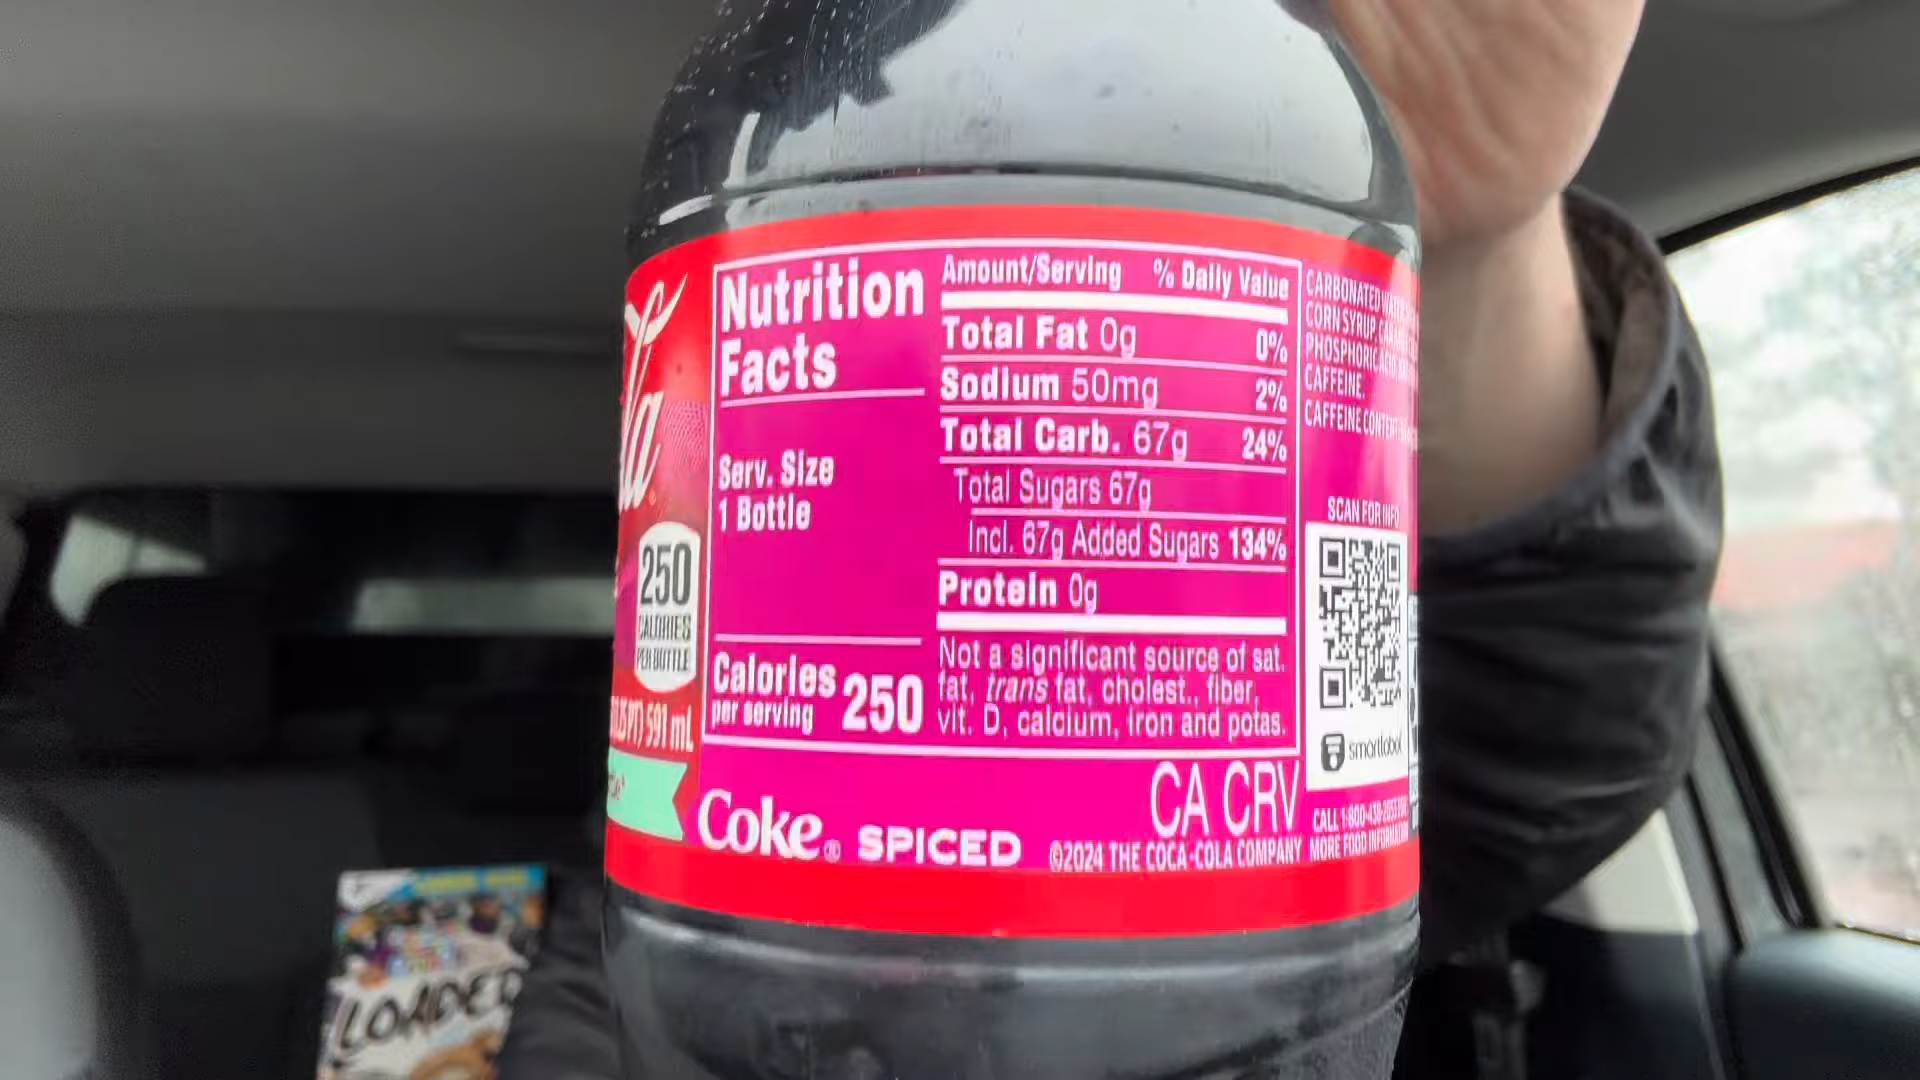 Nutrition
Facts
Serv. Size
1 Bottle
Calories
per serving
250
Amount/Serving % Daily Value
Total Fat 0g 0%
Sodium 50mg 2%
Total Carb. 67g 24%
Total Sugars 67g
Incl. 67g Added Sugars 134%
Protein 0g
Not a significant source of sat.
fat, trans fat, cholest., fiber,
vit. D, calcium, iron and potas.
CARBONATED
CORN SYRUP
PHOSPHORIC ACID
CAFFEINE.
CAFFEINE CONTENT
SCAN FOR INFO
smartlabel
250
CALORIES
PER BOTTLE
591 mL
CA CRV
Coke® SPICED
©2024 THE COCA-COLA COMPANY
CALL 1-800-438-2653
MORE FOOD
LOADED